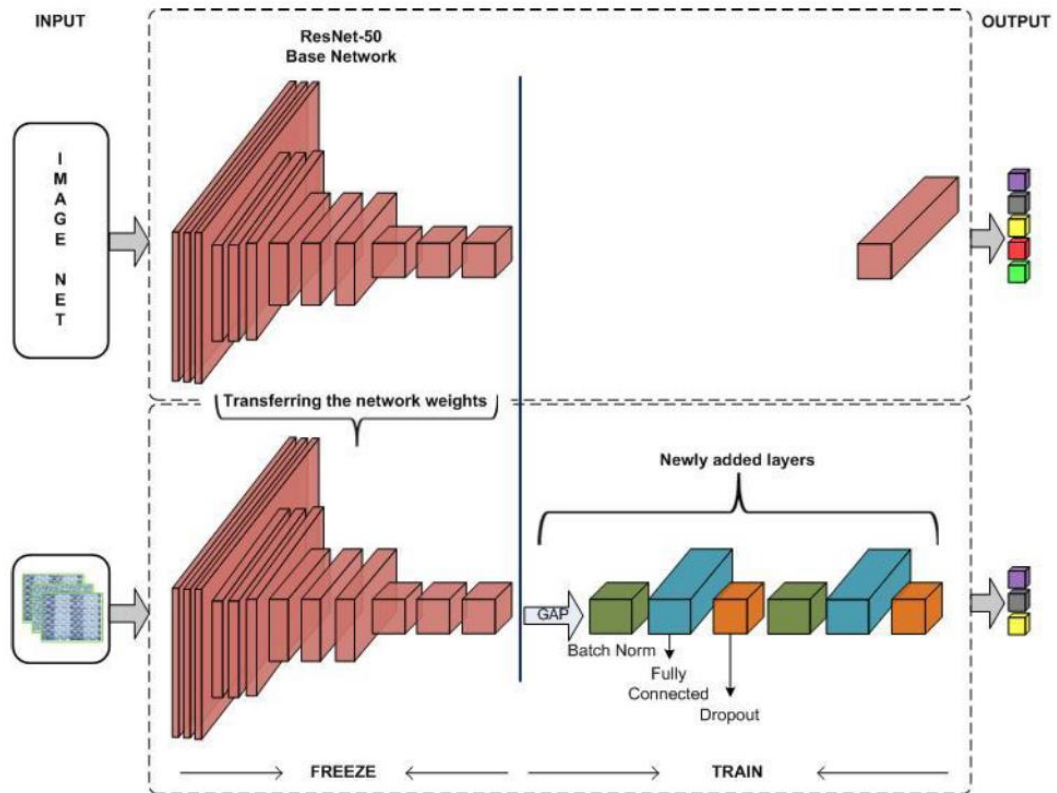 INPUT
OUTPUT
ResNet-50
Base Network
I
M
A
G
E
N
E
T
Transferring the network weights
Newly added layers
GAP
Batch Norm
Fully
Connected
Dropout
FREEZE
TRAIN